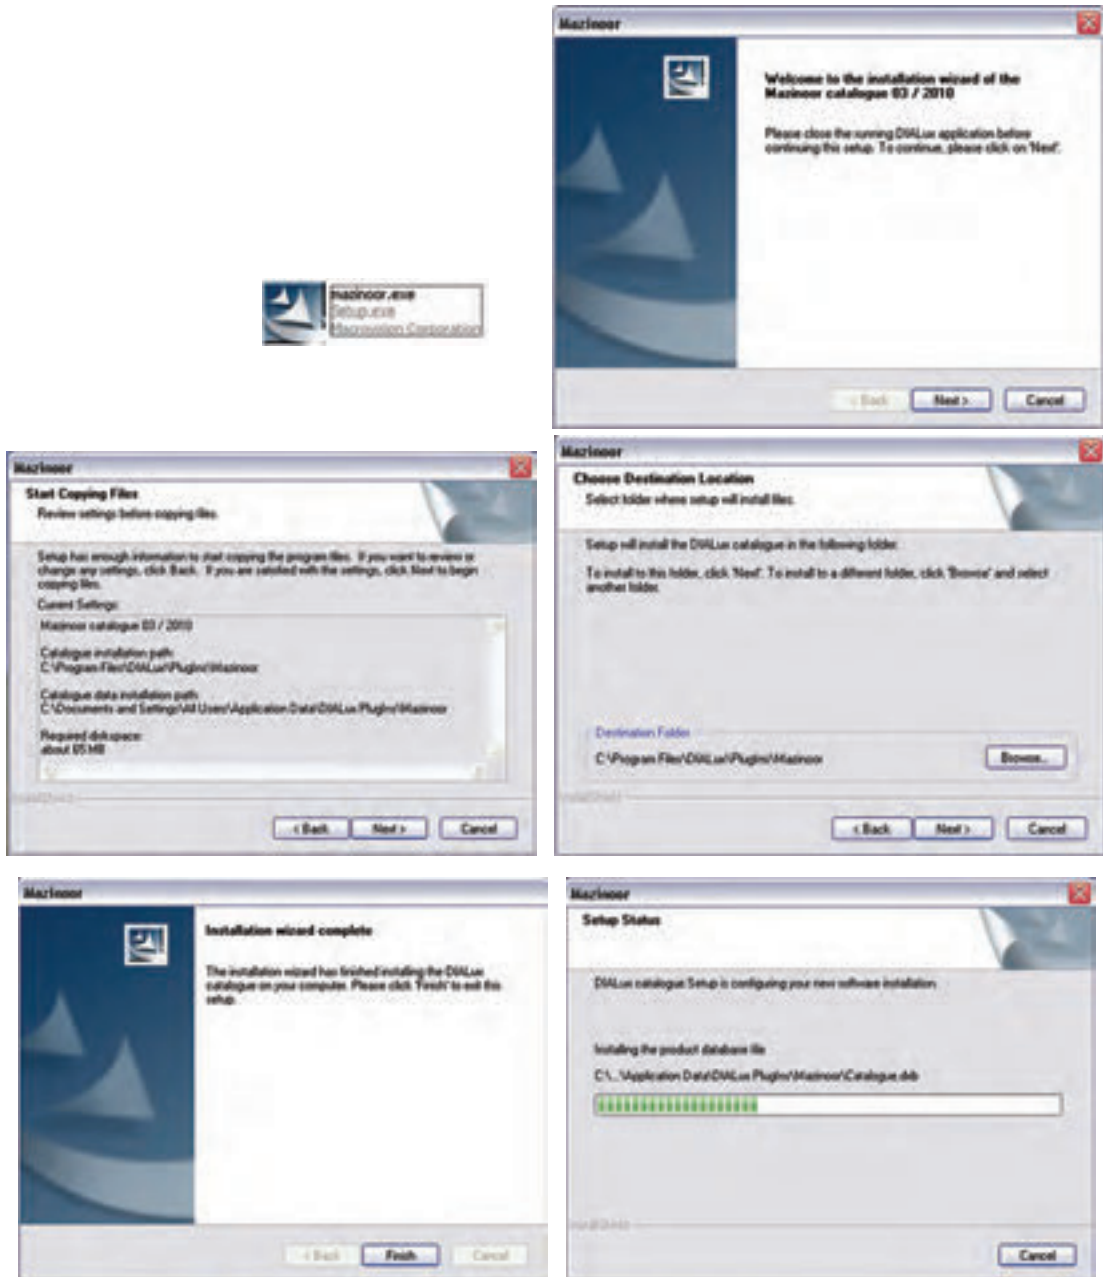 mazinoor.exe
Setup.exe
Macrovision Corporation
Mazinoor
Welcome to the installation wizard of the
Mazinoor catalogue 03 / 2010
Please close the running DIALux application before
continuing this setup. To continue, please click on 'Next'.
< Back
Next >
Cancel
Mazinoor
Start Copying Files
Review settings before copying files.
Setup has enough information to start copying the program files. If you want to review or
change any settings, click Back. If you are satisfied with the settings, click Next to begin
copying files.
Current Settings:
Mazinoor catalogue 03 / 2010
Catalogue installation path:
C:\Program Files\DIALux\PlugIns\Mazinoor
Catalogue data installation path:
C:\Documents and Settings\All Users\Application Data\DIALux PlugIns\Mazinoor
Required disk space:
about 85 MB
InstallShield
< Back
Next >
Cancel
Mazinoor
Choose Destination Location
Select folder where setup will install files.
Setup will install the DIALux catalogue in the following folder.
To install to this folder, click 'Next'. To install to a different folder, click 'Browse' and select
another folder.
Destination Folder
C:\Program Files\DIALux\PlugIns\Mazinoor
Browse...
InstallShield
< Back
Next >
Cancel
Mazinoor
Installation wizard complete
The installation wizard has finished installing the DIALux
catalogue on your computer. Please click 'Finish' to exit this
setup.
< Back
Finish
Cancel
Mazinoor
Setup Status
DIALux catalogue Setup is configuring your new software installation.
Installing the product database file
C:\...\Application Data\DIALux PlugIns\Mazinoor\Catalogue.dxb
InstallShield
Cancel